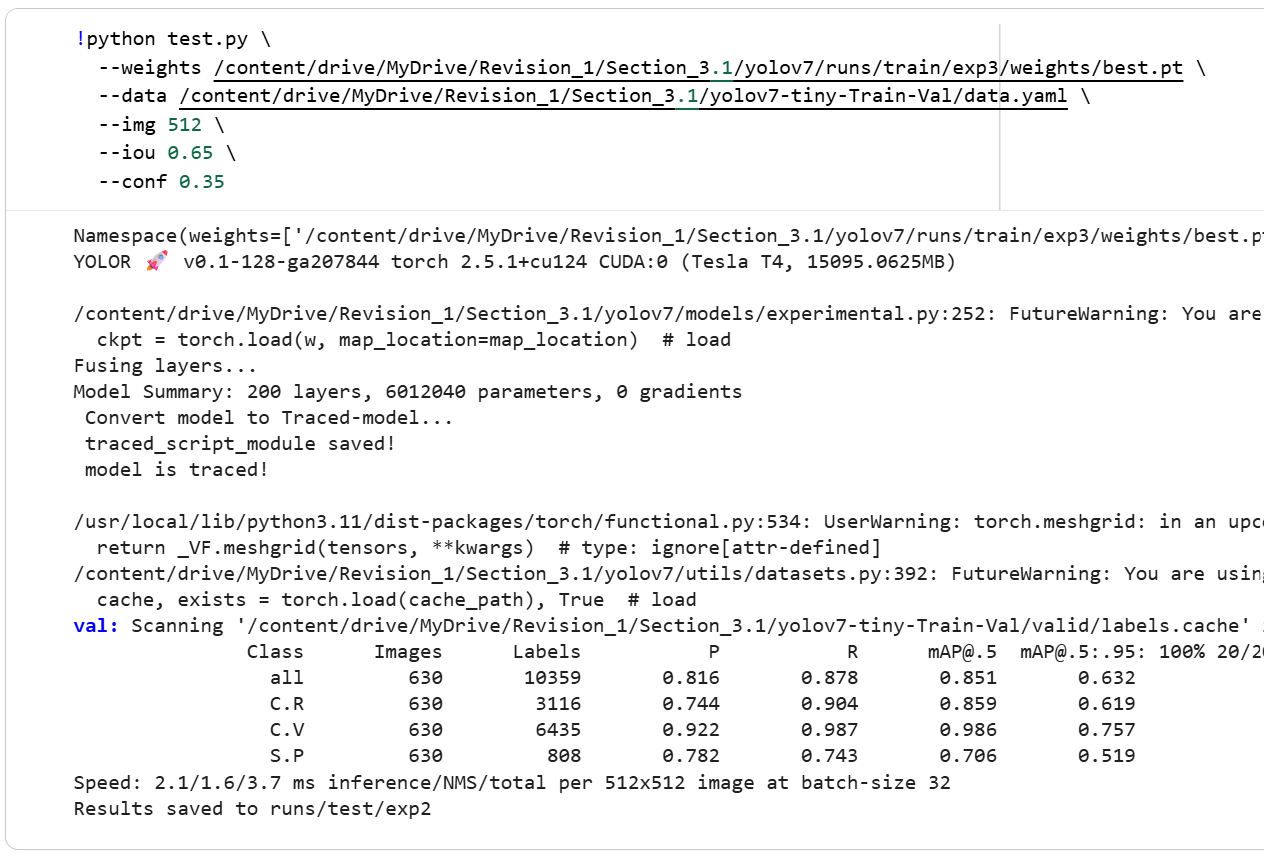 !python test.py \
--weights /content/drive/MyDrive/Revision_1/Section_3.1/yolov7/runs/train/exp3/weights/best.pt \
--data /content/drive/MyDrive/Revision_1/Section_3.1/yolov7-tiny-Train-Val/data.yaml \
--img 512 \
--iou 0.65 \
--conf 0.35
Namespace(weights=['/content/drive/MyDrive/Revision_1/Section_3.1/yolov7/runs/train/exp3/weights/best.pt
YOLOR 🚀 v0.1-128-ga207844 torch 2.5.1+cu124 CUDA:0 (Tesla T4, 15095.0625MB)
/content/drive/MyDrive/Revision_1/Section_3.1/yolov7/models/experimental.py:252: FutureWarning: You are
ckpt = torch.load(w, map_location=map_location)  # load
Fusing layers...
Model Summary: 200 layers, 6012040 parameters, 0 gradients
Convert model to Traced-model...
traced_script_module saved!
model is traced!
/usr/local/lib/python3.11/dist-packages/torch/functional.py:534: UserWarning: torch.meshgrid: in an upco
return _VF.meshgrid(tensors, **kwargs)  # type: ignore[attr-defined]
/content/drive/MyDrive/Revision_1/Section_3.1/yolov7/utils/datasets.py:392: FutureWarning: You are using
cache, exists = torch.load(cache_path), True  # load
val: Scanning '/content/drive/MyDrive/Revision_1/Section_3.1/yolov7-tiny-Train-Val/valid/labels.cache'
Class Images Labels P R mAP@.5 mAP@.5:.95: 100% 20/20
all 630 10359 0.816 0.878 0.851 0.632
C.R 630 3116 0.744 0.904 0.859 0.619
C.V 630 6435 0.922 0.987 0.986 0.757
S.P 630 808 0.782 0.743 0.706 0.519
Speed: 2.1/1.6/3.7 ms inference/NMS/total per 512x512 image at batch-size 32
Results saved to runs/test/exp2